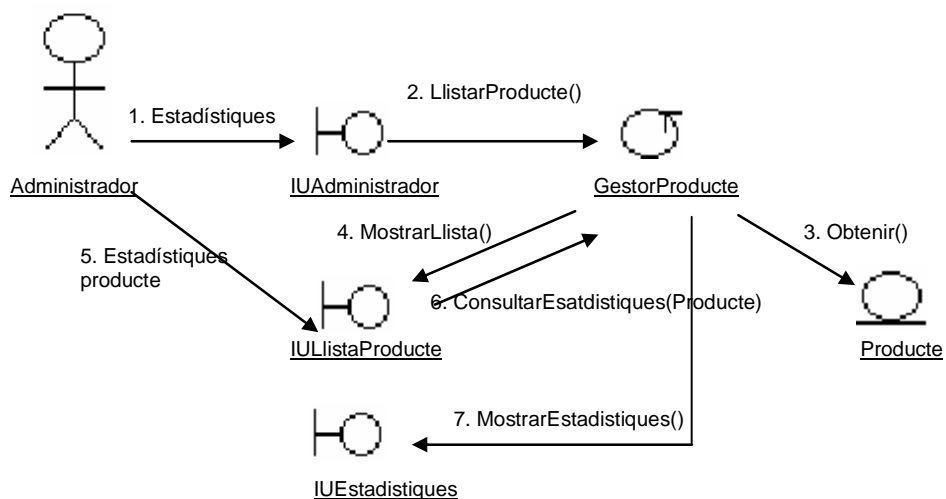 2. LlistarProducte()
1. Estadístiques
Administrador
IUAdministrador
GestorProducte
4. MostrarLlista()
3. Obtenir()
5. Estadístiques
producte
6. ConsultarEsatdistiques(Producte)
IULlistaProducte
Producte
7. MostrarEstadistiques()
IUEstadistiques